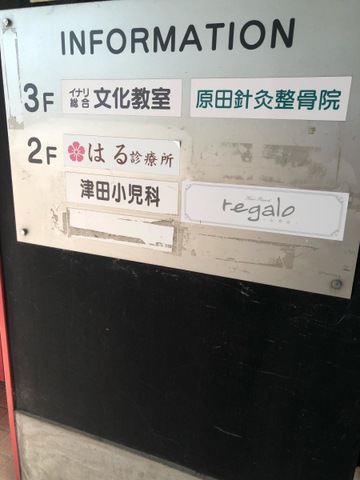 INFORMATION
3F イナリ総合 文化教室 原田針灸整骨院
2F はる診療所
津田小児科 regalo